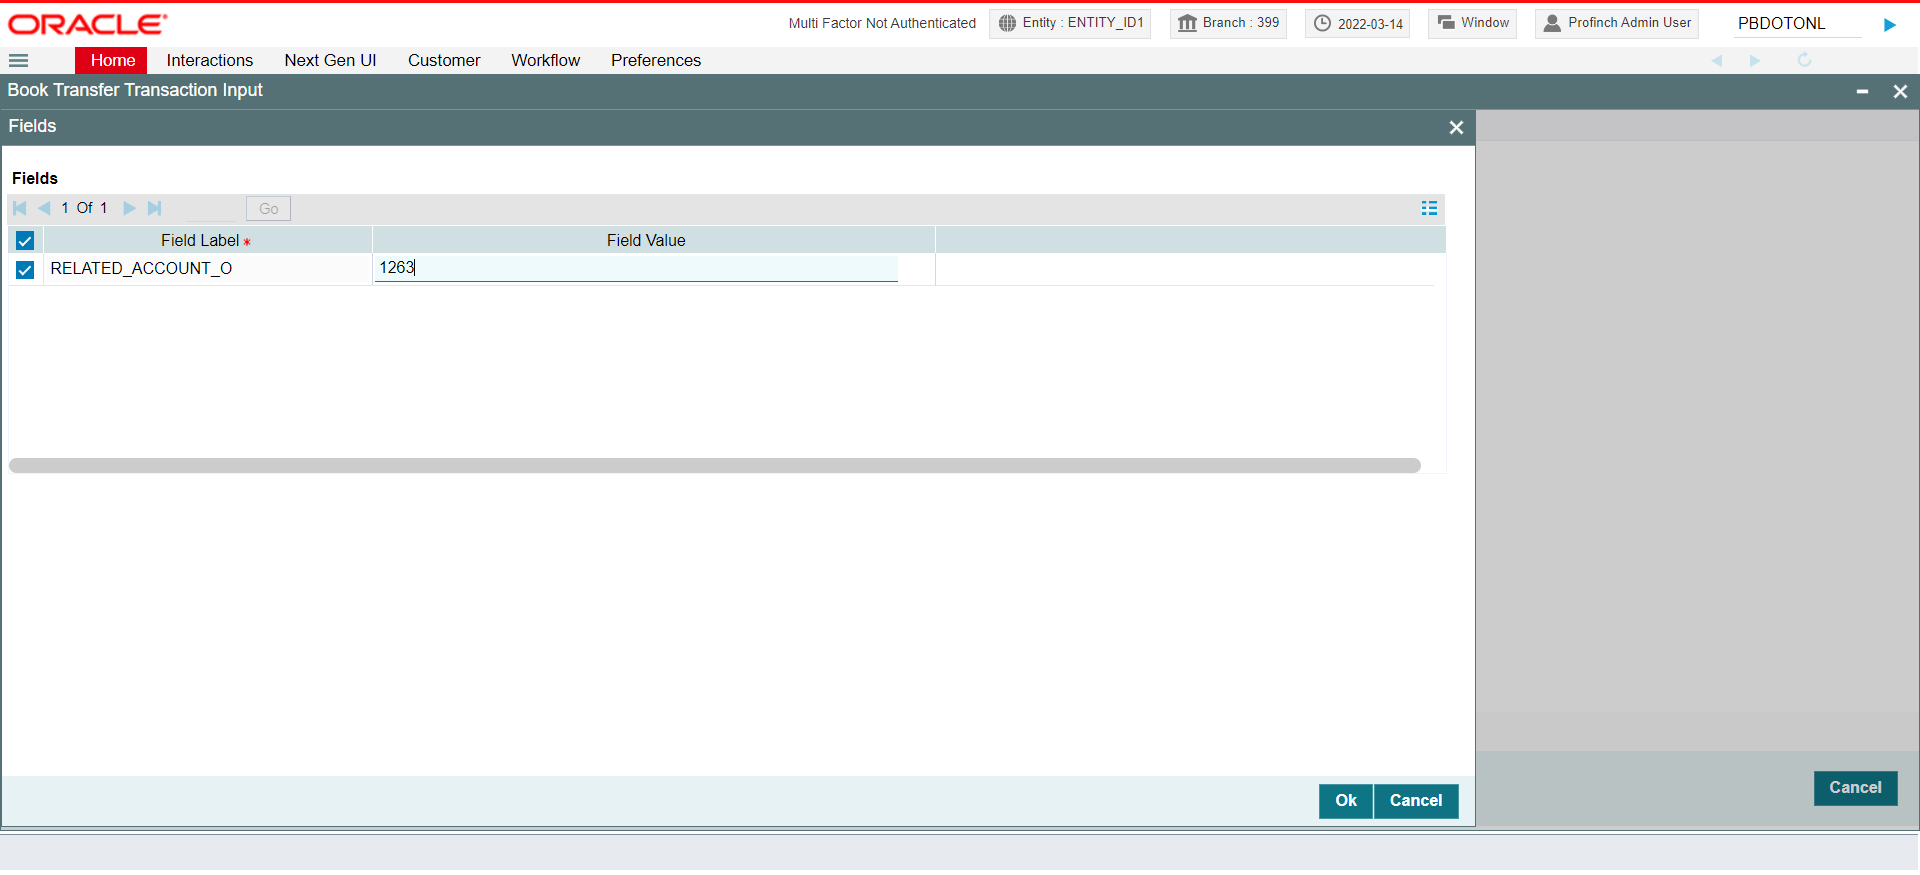 ORACLE
Multi Factor Not Authenticated
Entity : ENTITY_ID1
Branch : 399
2022-03-14
Window
Profinch Admin User
PBDOTONL
Home
Interactions
Next Gen UI
Customer
Workflow
Preferences
Book Transfer Transaction Input
Fields
Fields
1 Of 1
Go
Field Label *
Field Value
RELATED_ACCOUNT_O
1263
Ok
Cancel
Cancel